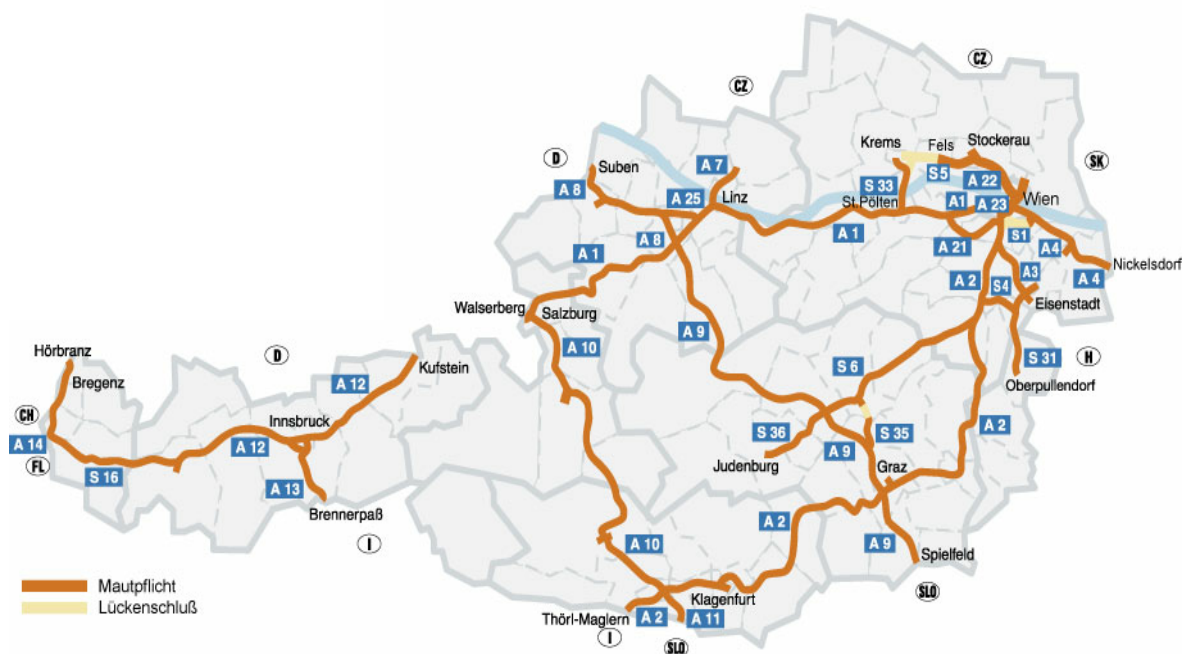 CZ
CZ
Krems
Fels
Stockerau
D
Suben
A 7
SK
A 8
A 25
Linz
S 33
S 5
A 22
Wien
St.Pölten
A1
A 23
A 8
A 1
A 21
S1
A4
Nickelsdorf
A 1
A 2
S4
A3
A 4
Eisenstadt
Walserberg
Salzburg
A 9
A 10
H
Hörbranz
D
Kufstein
S 6
S 31
Bregenz
A 12
Oberpullendorf
CH
Innsbruck
A 14
A 12
S 36
S 35
A 2
FL
S 16
A 9
Judenburg
Graz
A 13
Brennerpaß
A 2
I
A 10
A 9
Spielfeld
Mautpflicht
SLO
Lückenschluß
Klagenfurt
Thörl-Maglern
A 2
A 11
I
SLO